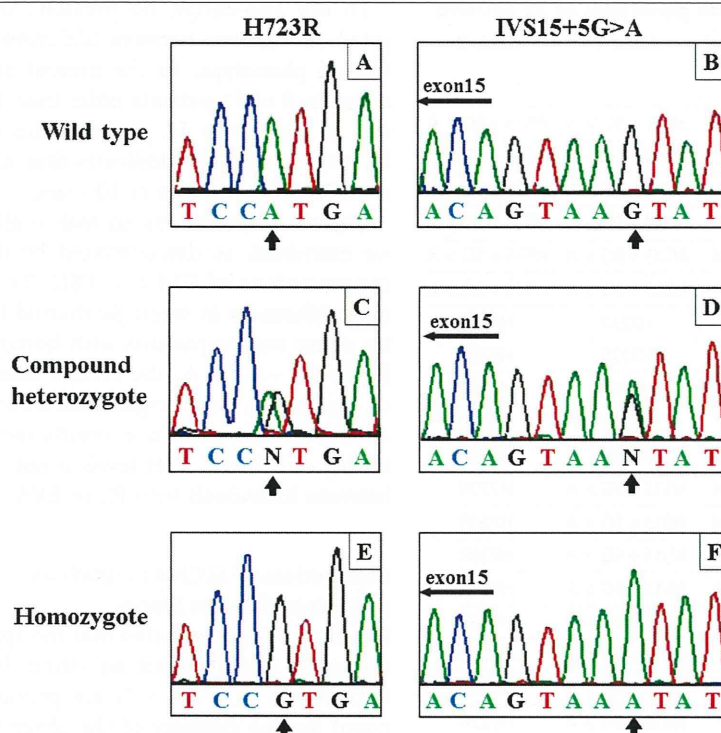 H723R IVS15+5G>A
Wild type
A
T C C A T G A
B
exon15
A C A G T A A G T A T
Compound heterozygote
C
T C C N T G A
D
exon15
A C A G T A A N T A T
Homozygote
E
T C C G T G A
F
exon15
A C A G T A A A T A T